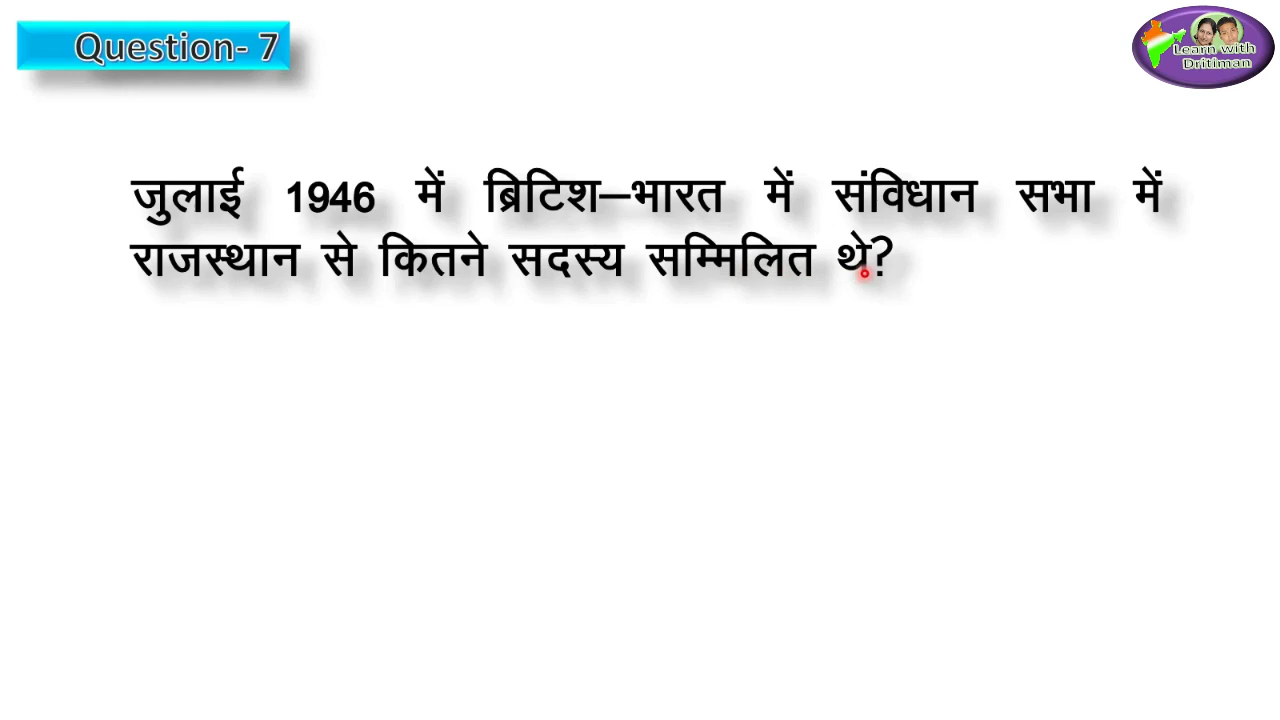 Question- 7
Learn with
Dritiman
जुलाई 1946 में ब्रिटिश–भारत में संविधान सभा में
राजस्थान से कितने सदस्य सम्मिलित थे?